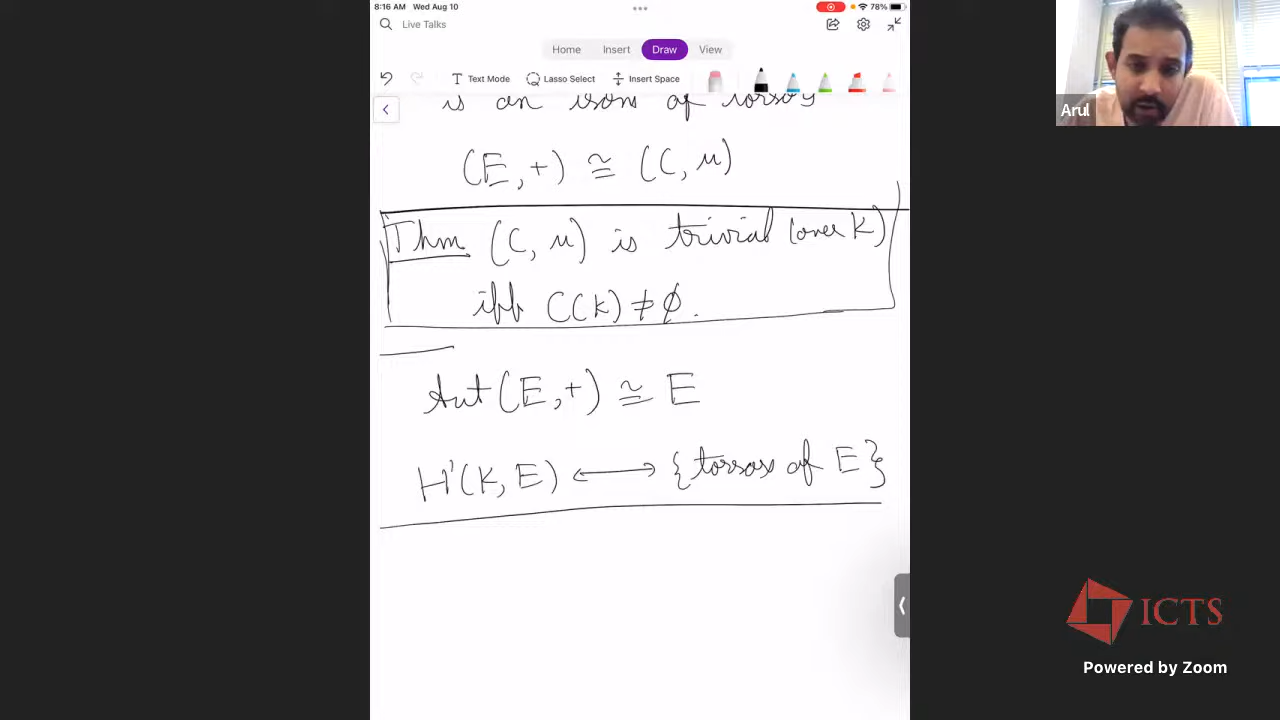 8:16 AM Wed Aug 10
78%
Live Talks
Home Insert Draw View
Text Mode Lasso Select Insert Space
is an isom of torsors
(E, +) ≅ (C, μ)
Thm (C, μ) is trivial (over K)
iff C(K) ≠ ∅.
Aut(E, +) ≅ E
H¹(K, E) ⟷ {torsors of E}
Arul
ICTS
Powered by Zoom